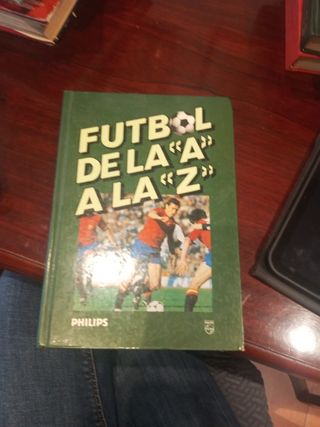 FUTBOL
DE LA "A"
A LA "Z"
PHILIPS